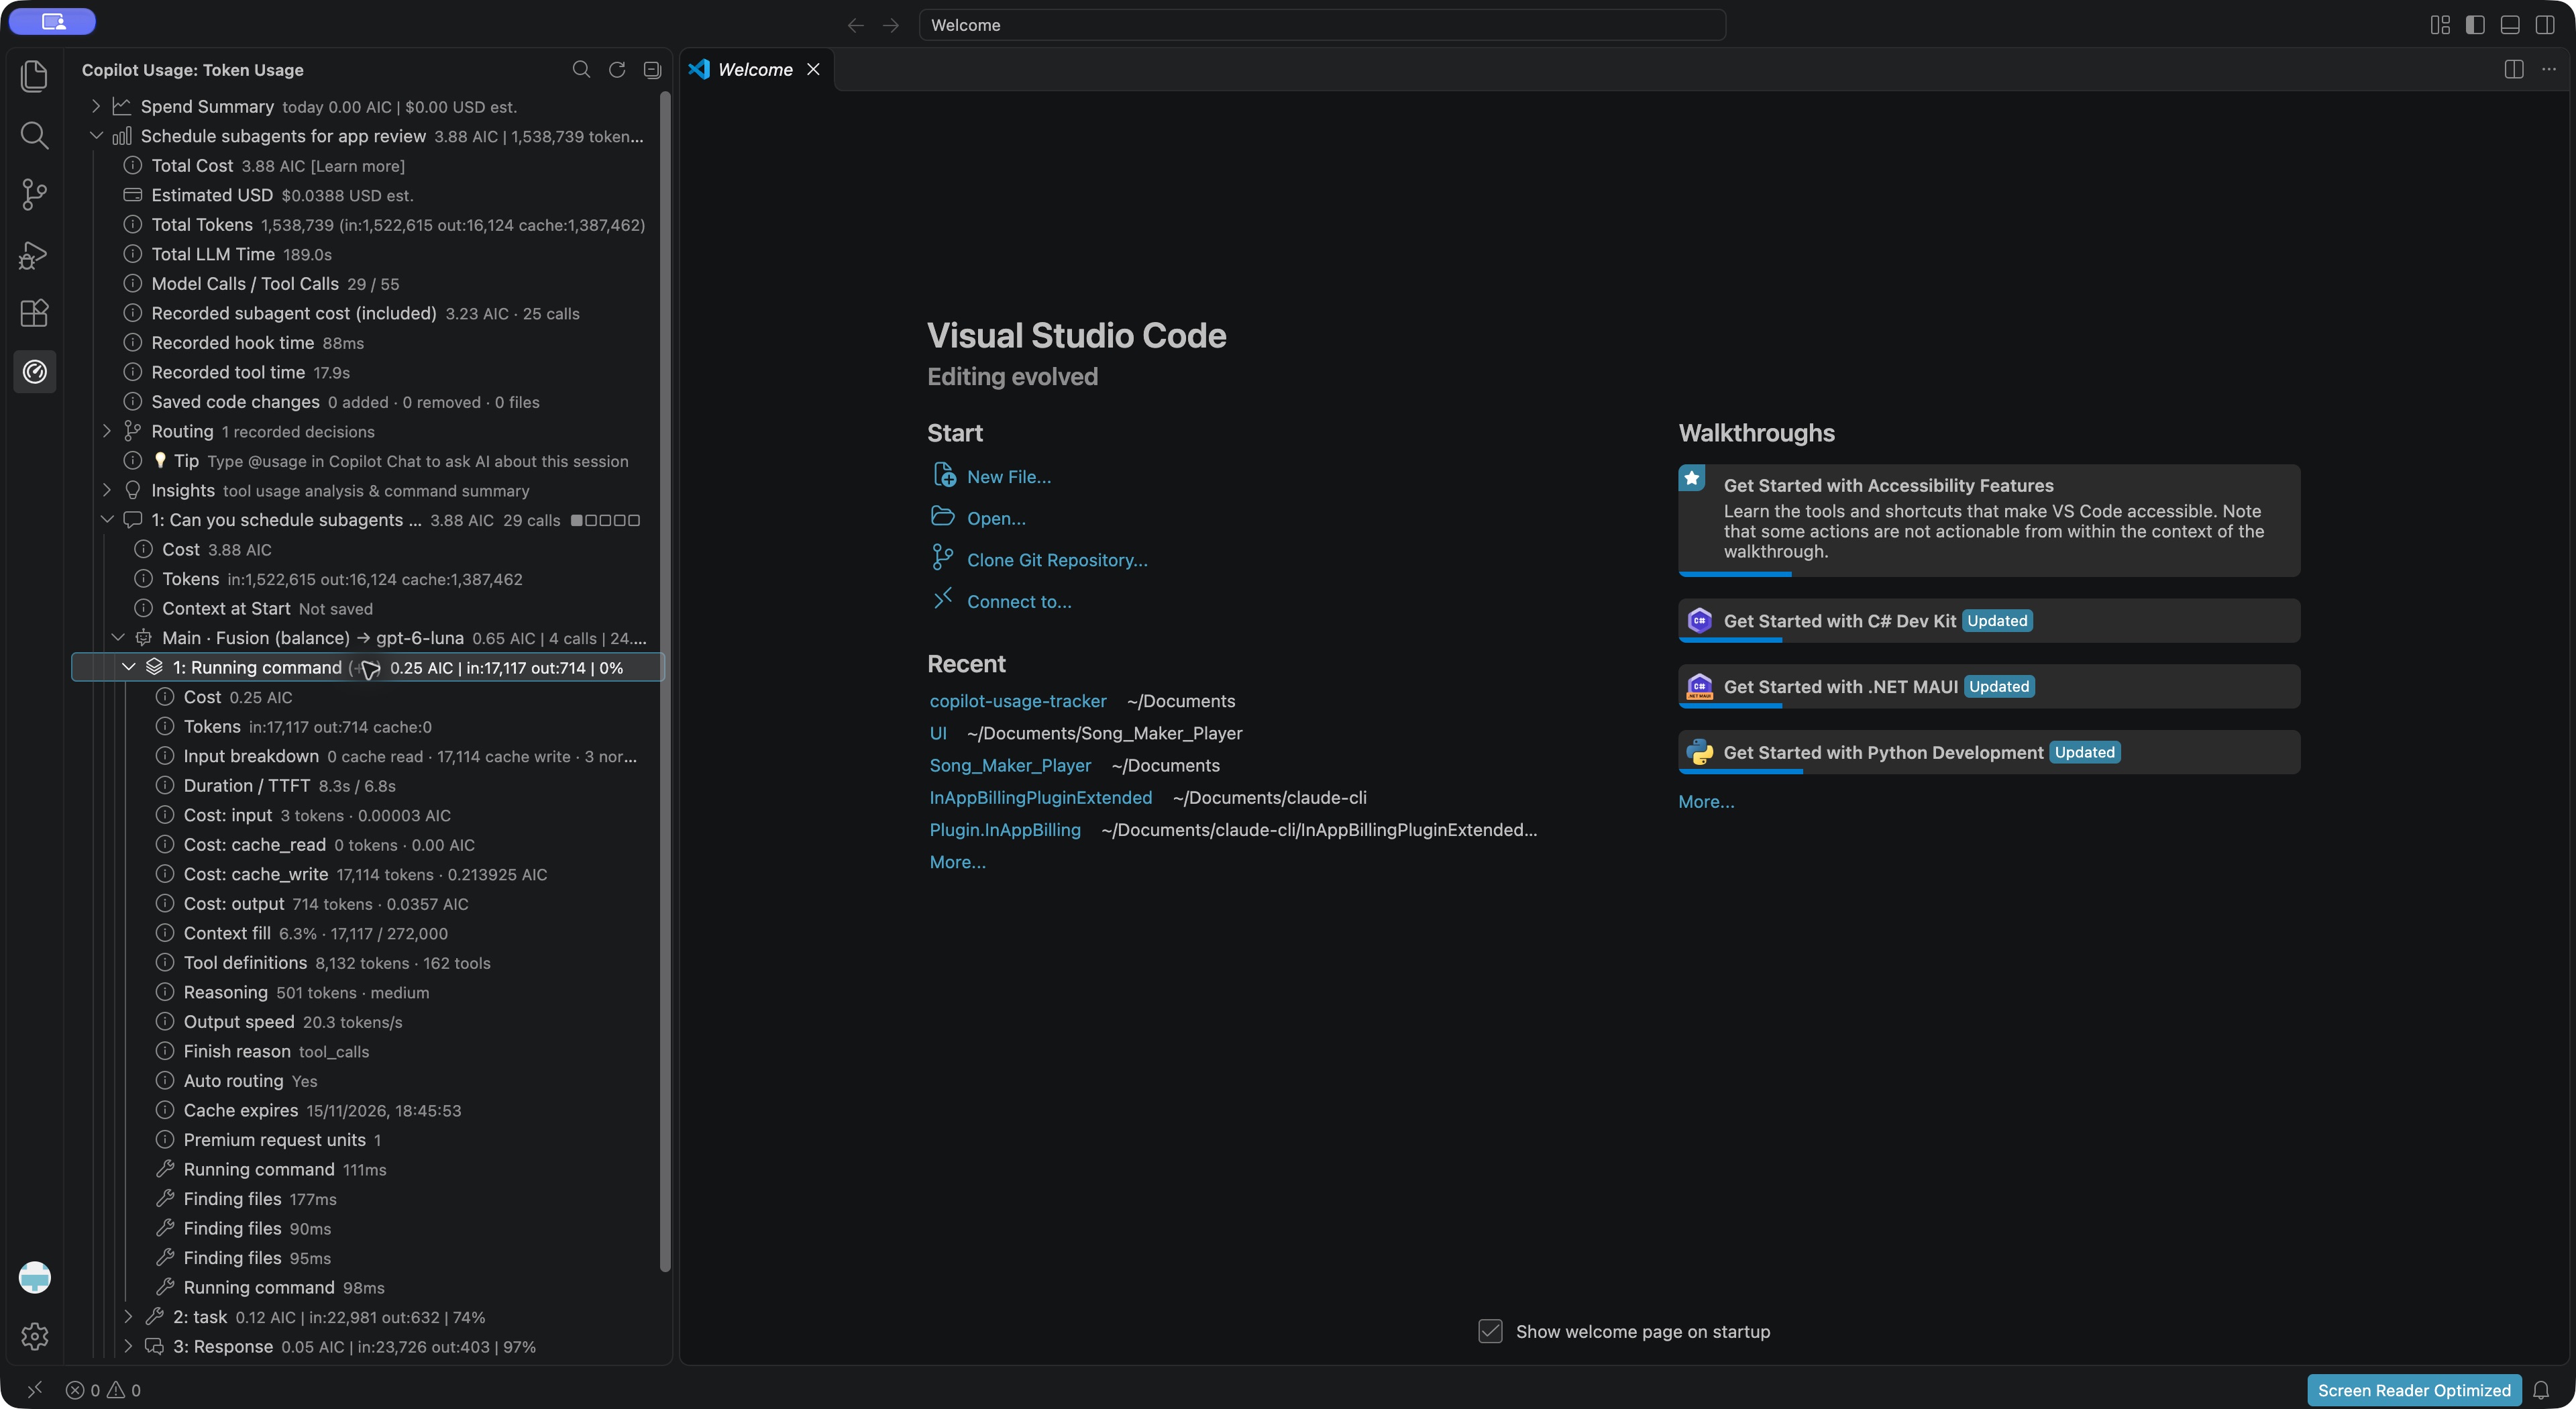 Welcome
Copilot Usage: Token Usage
Spend Summary today 0.00 AIC | $0.00 USD est.
Schedule subagents for app review 3.88 AIC | 1,538,739 token...
Total Cost 3.88 AIC [Learn more]
Estimated USD $0.0388 USD est.
Total Tokens 1,538,739 (in:1,522,615 out:16,124 cache:1,387,462)
Total LLM Time 189.0s
Model Calls / Tool Calls 29 / 55
Recorded subagent cost (included) 3.23 AIC · 25 calls
Recorded hook time 88ms
Recorded tool time 17.9s
Saved code changes 0 added · 0 removed · 0 files
Routing 1 recorded decisions
Tip Type @usage in Copilot Chat to ask AI about this session
Insights tool usage analysis & command summary
1: Can you schedule subagents ... 3.88 AIC 29 calls
Cost 3.88 AIC
Tokens in:1,522,615 out:16,124 cache:1,387,462
Context at Start Not saved
Main · Fusion (balance) → gpt-6-luna 0.65 AIC | 4 calls | 24....
1: Running command 0.25 AIC | in:17,117 out:714 | 0%
Cost 0.25 AIC
Tokens in:17,117 out:714 cache:0
Input breakdown 0 cache read · 17,114 cache write · 3 nor...
Duration / TTFT 8.3s / 6.8s
Cost: input 3 tokens · 0.00003 AIC
Cost: cache_read 0 tokens · 0.00 AIC
Cost: cache_write 17,114 tokens · 0.213925 AIC
Cost: output 714 tokens · 0.0357 AIC
Context fill 6.3% · 17,117 / 272,000
Tool definitions 8,132 tokens · 162 tools
Reasoning 501 tokens · medium
Output speed 20.3 tokens/s
Finish reason tool_calls
Auto routing Yes
Cache expires 15/11/2026, 18:45:53
Premium request units 1
Running command 111ms
Finding files 177ms
Finding files 90ms
Finding files 95ms
Running command 98ms
2: task 0.12 AIC | in:22,981 out:632 | 74%
3: Response 0.05 AIC | in:23,726 out:403 | 97%
Welcome
Visual Studio Code
Editing evolved
Start
New File...
Open...
Clone Git Repository...
Connect to...
Recent
copilot-usage-tracker ~/Documents
UI ~/Documents/Song_Maker_Player
Song_Maker_Player ~/Documents
InAppBillingPluginExtended ~/Documents/claude-cli
Plugin.InAppBilling ~/Documents/claude-cli/InAppBillingPluginExtended...
More...
Walkthroughs
Get Started with Accessibility Features
Learn the tools and shortcuts that make VS Code accessible. Note
that some actions are not actionable from within the context of the
walkthrough.
C# Get Started with C# Dev Kit Updated
C# .NET MAUI Get Started with .NET MAUI Updated
Get Started with Python Development Updated
More...
Show welcome page on startup
0 0
Screen Reader Optimized